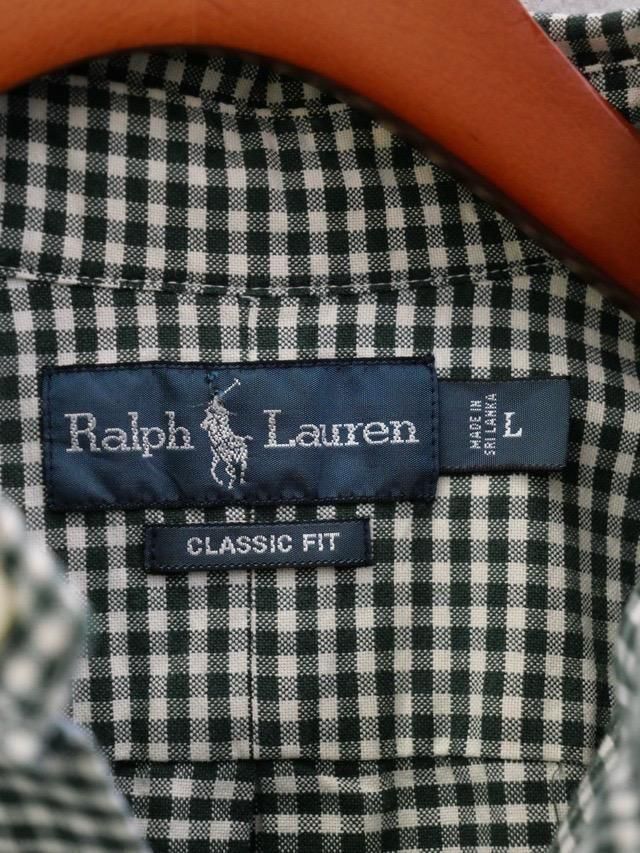 Ralph Lauren
MADE IN
SRI LANKA
L
CLASSIC FIT